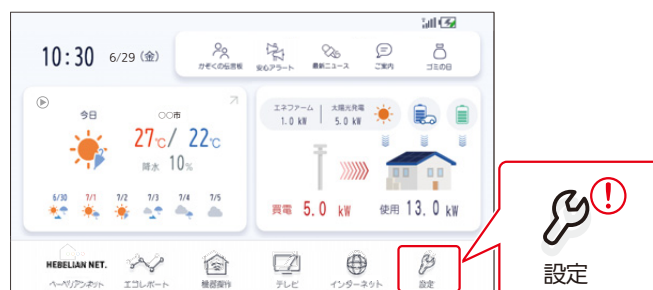 10:30 6/29 (金)
かぞくの伝言板 安心アラート 最新ニュース ご案内 ゴミの日
今日
○○市
27℃/ 22℃
降水 10%
6/30 7/1 7/2 7/3 7/4 7/5
エネファーム 太陽光発電
1.0 kW 5.0 kW
買電 5.0 kW 使用 13.0 kW
HEBELIAN NET.
へーベリアンネット エコレポート 機器操作 テレビ インターネット 設定
!
設定